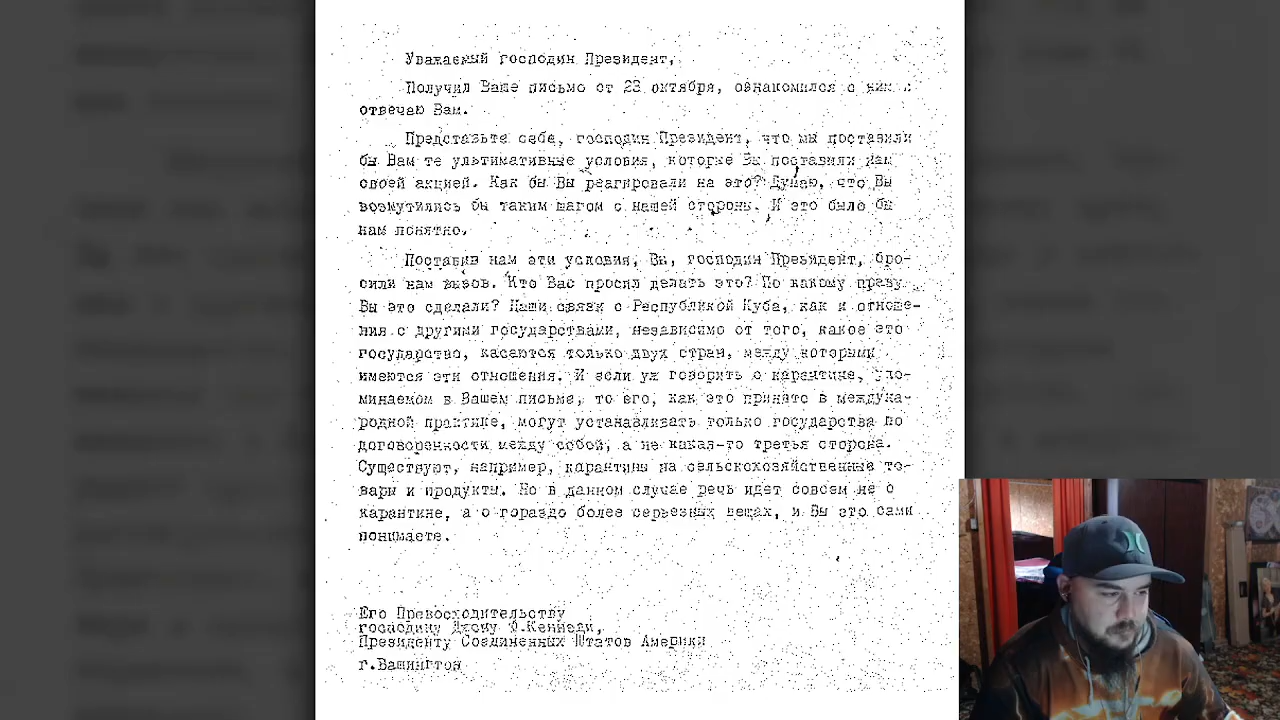 Уважаемый господин Президент,
Получил Ваше письмо от 23 октября, ознакомился с ним и
отвечаю Вам.
Представьте себе, господин Президент, что мы поставили
бы Вам те ультимативные условия, которые Вы поставили нам
своей акцией. Как бы Вы реагировали на это? Думаю, что Вы
возмутились бы таким шагом с нашей стороны. И это было бы
нам понятно.
Поставив нам эти условия, Вы, господин Президент, бро-
сили нам вызов. Кто Вас просил делать это? По какому праву
Вы это сделали? Наши связи с Республикой Куба, как и отноше-
ния с другими государствами, независимо от того, какое это
государство, касаются только двух стран, между которыми
имеются эти отношения. И если уж говорить о карантине, упо-
минаемом в Вашем письме, то его, как это принято в междуна-
родной практике, могут устанавливать только государства по
договоренности между собой, а не какая-то третья сторона.
Существуют, например, карантины на сельскохозяйственные то-
вары и продукты. Но в данном случае речь идет совсем не о
карантине, а о гораздо более серьезных вещах, и Вы это сами
понимаете.
Его Превосходительству
господину Джону Ф.Кеннеди,
Президенту Соединенных Штатов Америки
г.Вашингтон